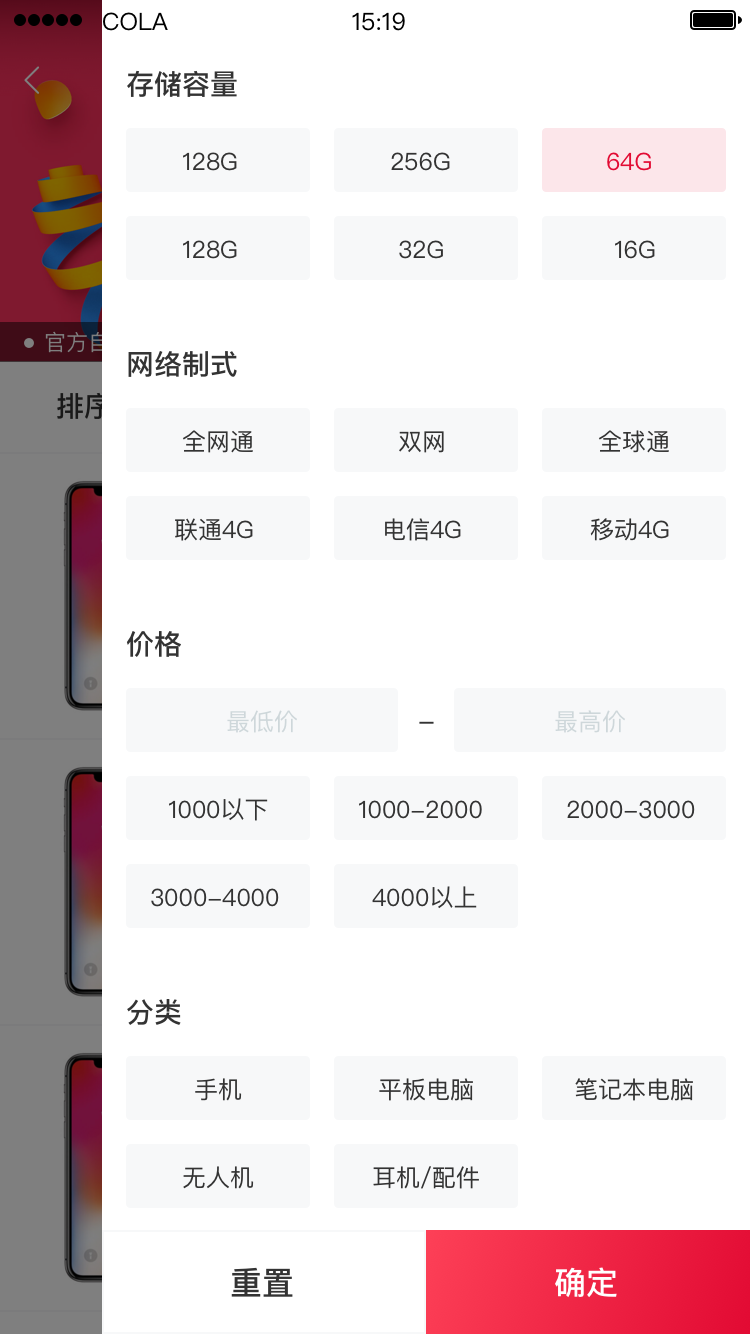 COLA 15:19
存储容量
128G 256G 64G
128G 32G 16G
官方自
网络制式
排序
全网通 双网 全球通
联通4G 电信4G 移动4G
价格
最低价 – 最高价
1000以下 1000–2000 2000–3000
3000–4000 4000以上
分类
手机 平板电脑 笔记本电脑
无人机 耳机/配件
重置 确定